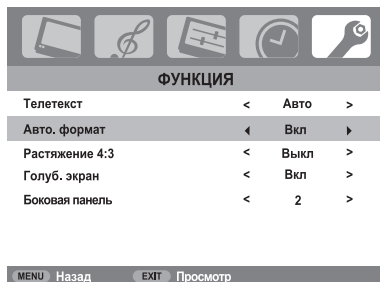 ФУНКЦИЯ
Телетекст < Авто >
Авто. формат Вкл
Растяжение 4:3 < Выкл >
Голуб. экран < Вкл >
Боковая панель < 2 >
MENU Назад EXIT Просмотр